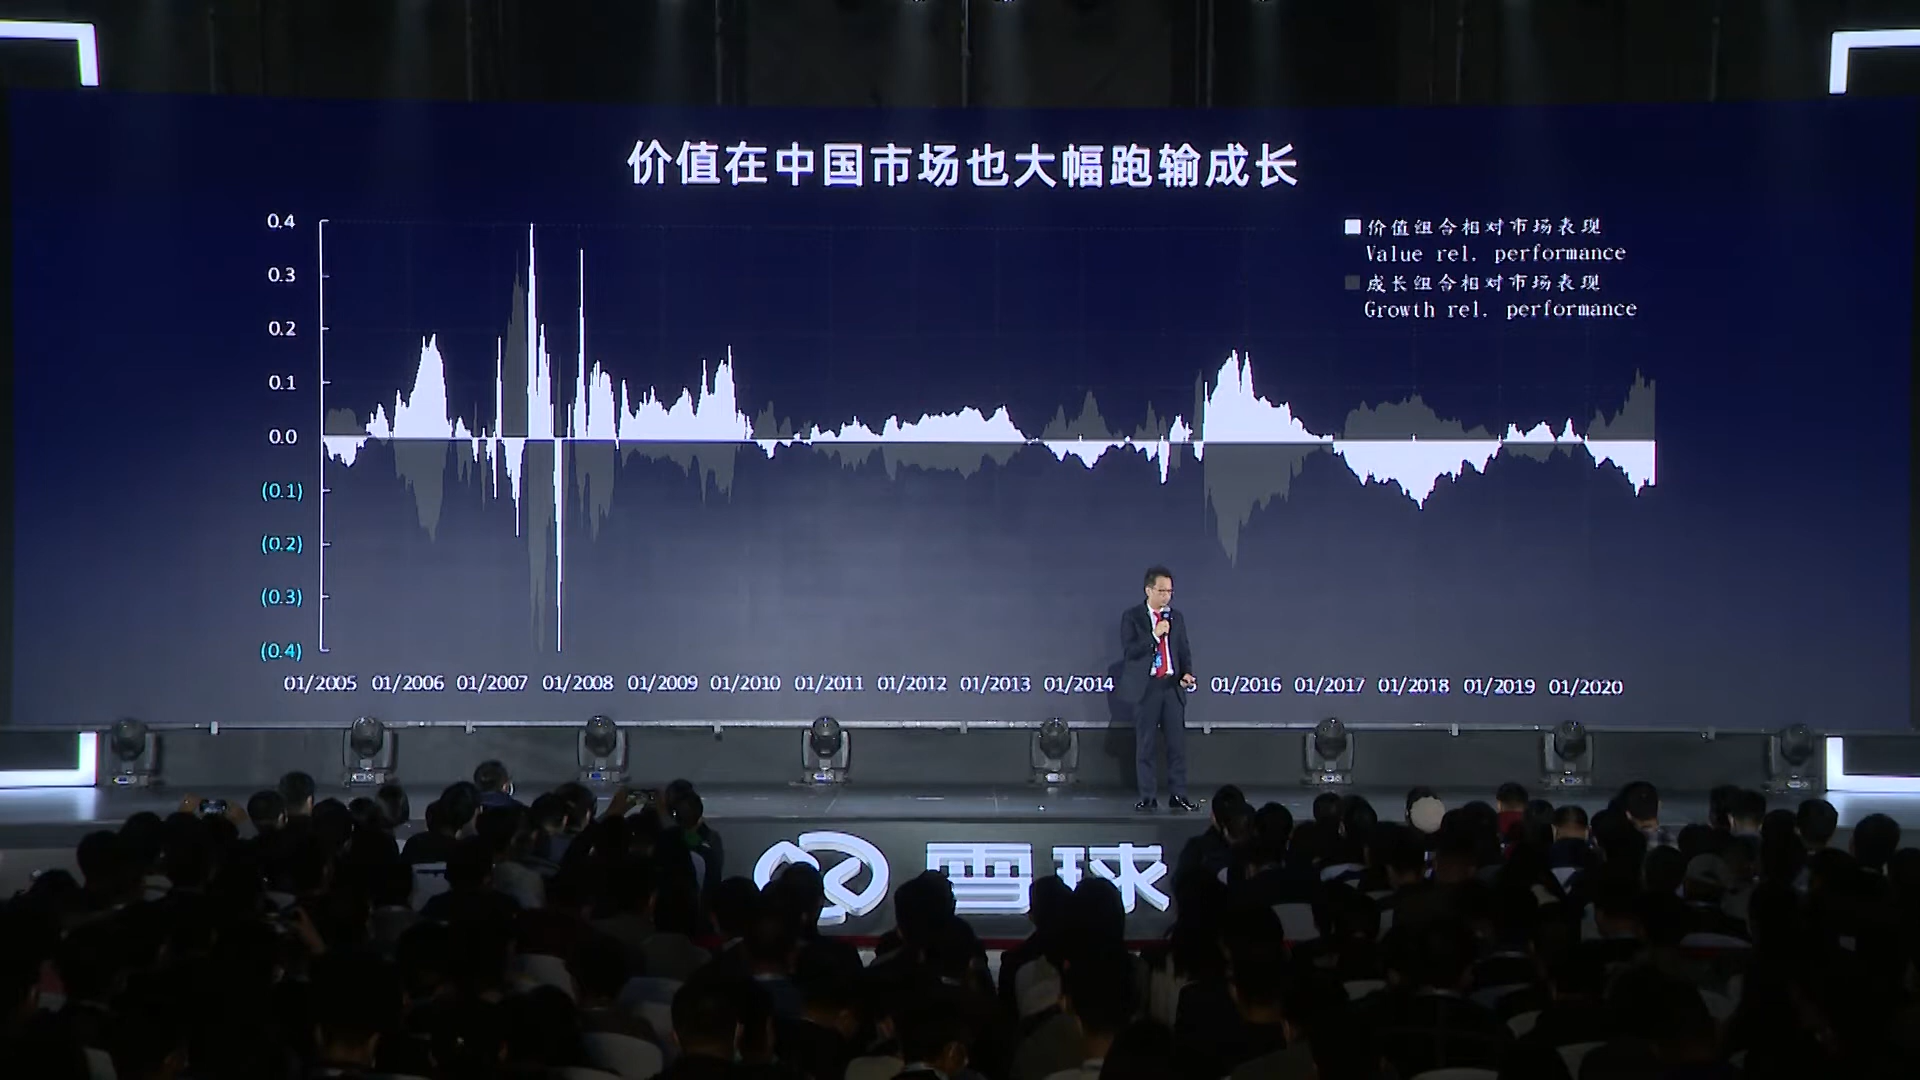 价值在中国市场也大幅跑输成长
价值组合相对市场表现
Value rel. performance
成长组合相对市场表现
Growth rel. performance
0.4
0.3
0.2
0.1
0.0
(0.1)
(0.2)
(0.3)
(0.4)
01/2005 01/2006 01/2007 01/2008 01/2009 01/2010 01/2011 01/2012 01/2013 01/2014 5 01/2016 01/2017 01/2018 01/2019 01/2020
雪球